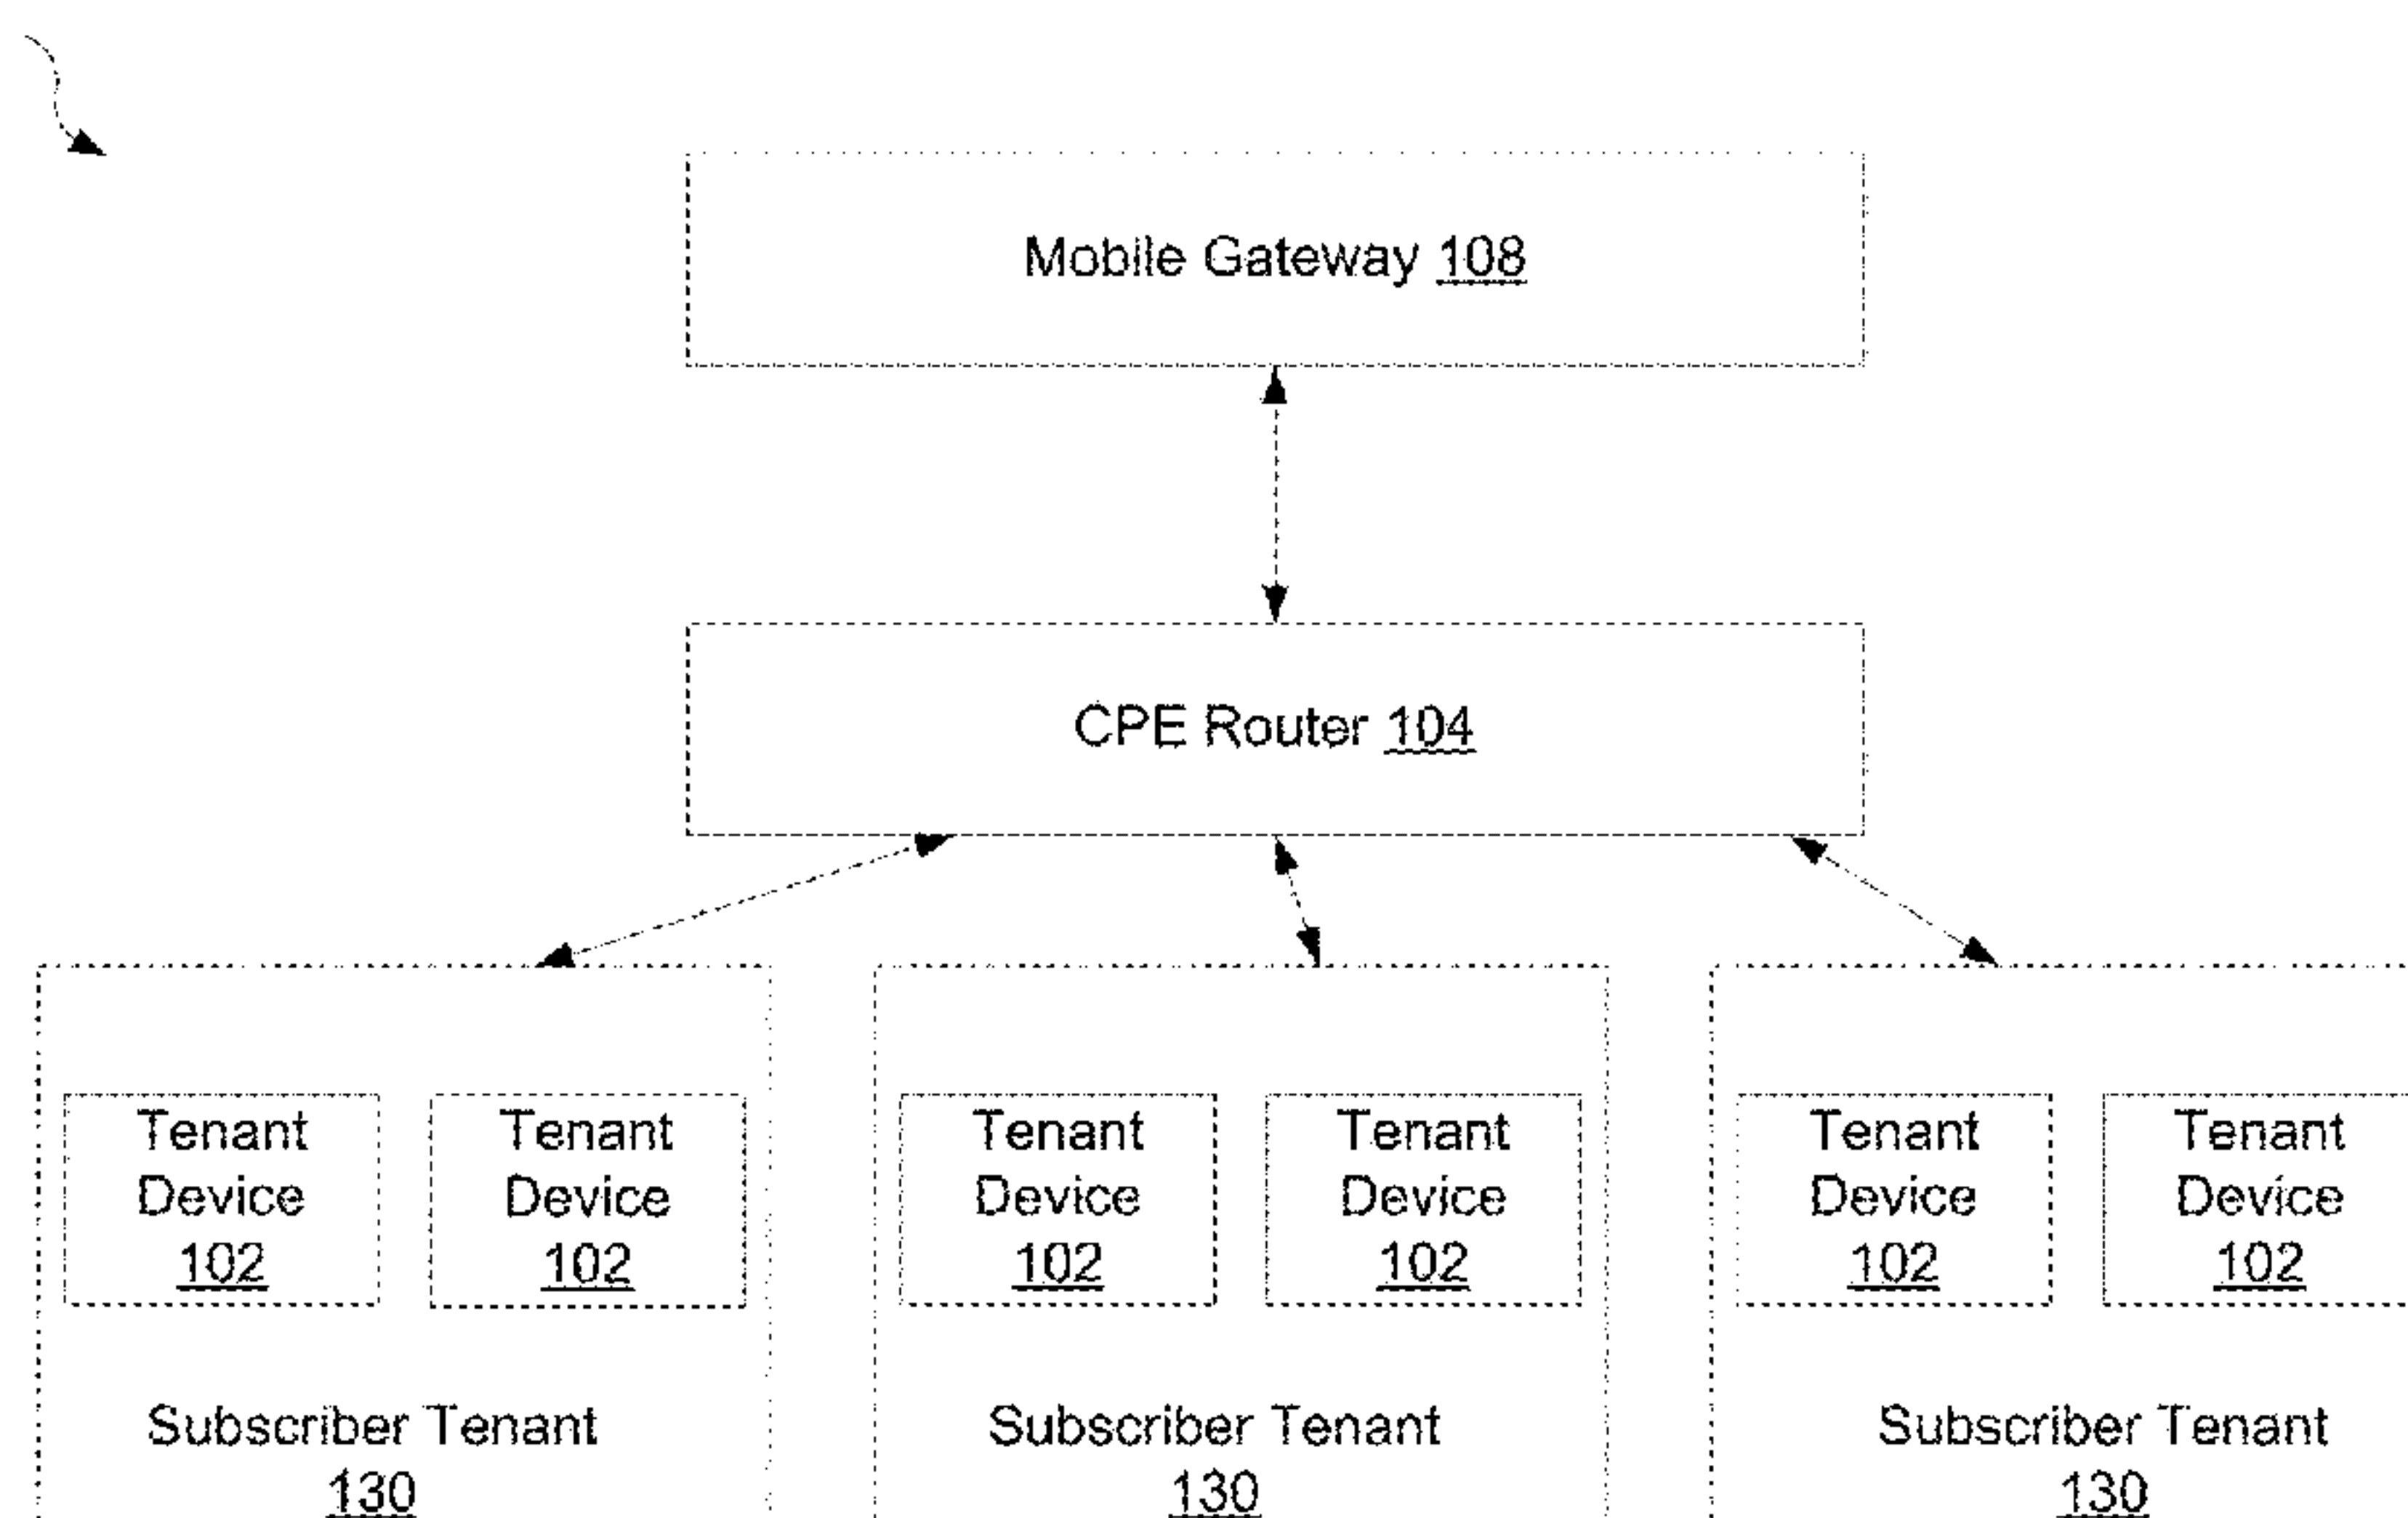 Mobile Gateway 108
CPE Router 104
Tenant
Device
102
Tenant
Device
102
Tenant
Device
102
Tenant
Device
102
Tenant
Device
102
Tenant
Device
102
Subscriber Tenant
130
Subscriber Tenant
130
Subscriber Tenant
130